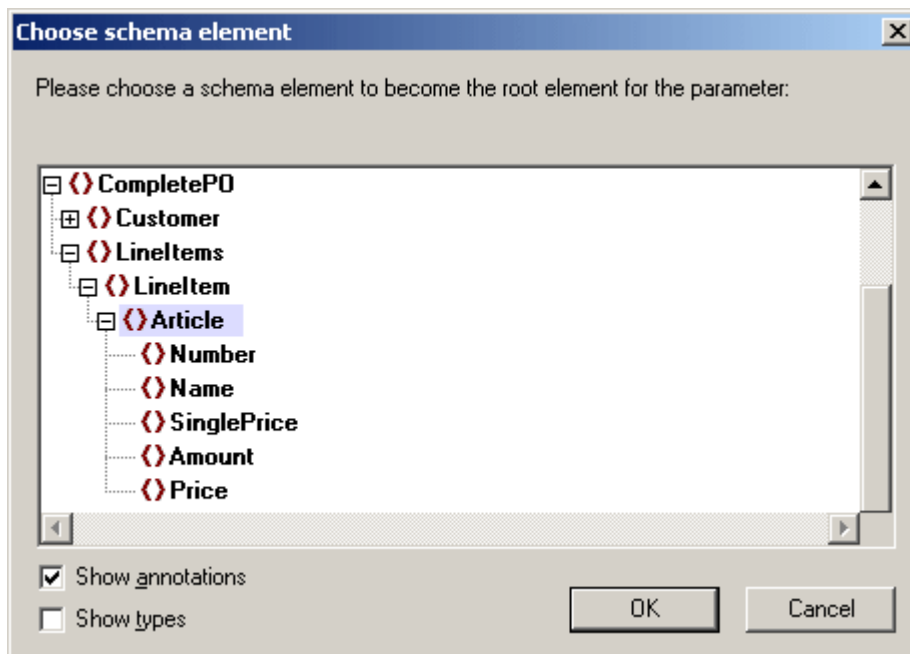 Choose schema element
Please choose a schema element to become the root element for the parameter:
CompletePO
Customer
LineItems
LineItem
Article
Number
Name
SinglePrice
Amount
Price
Show annotations
Show types
OK
Cancel